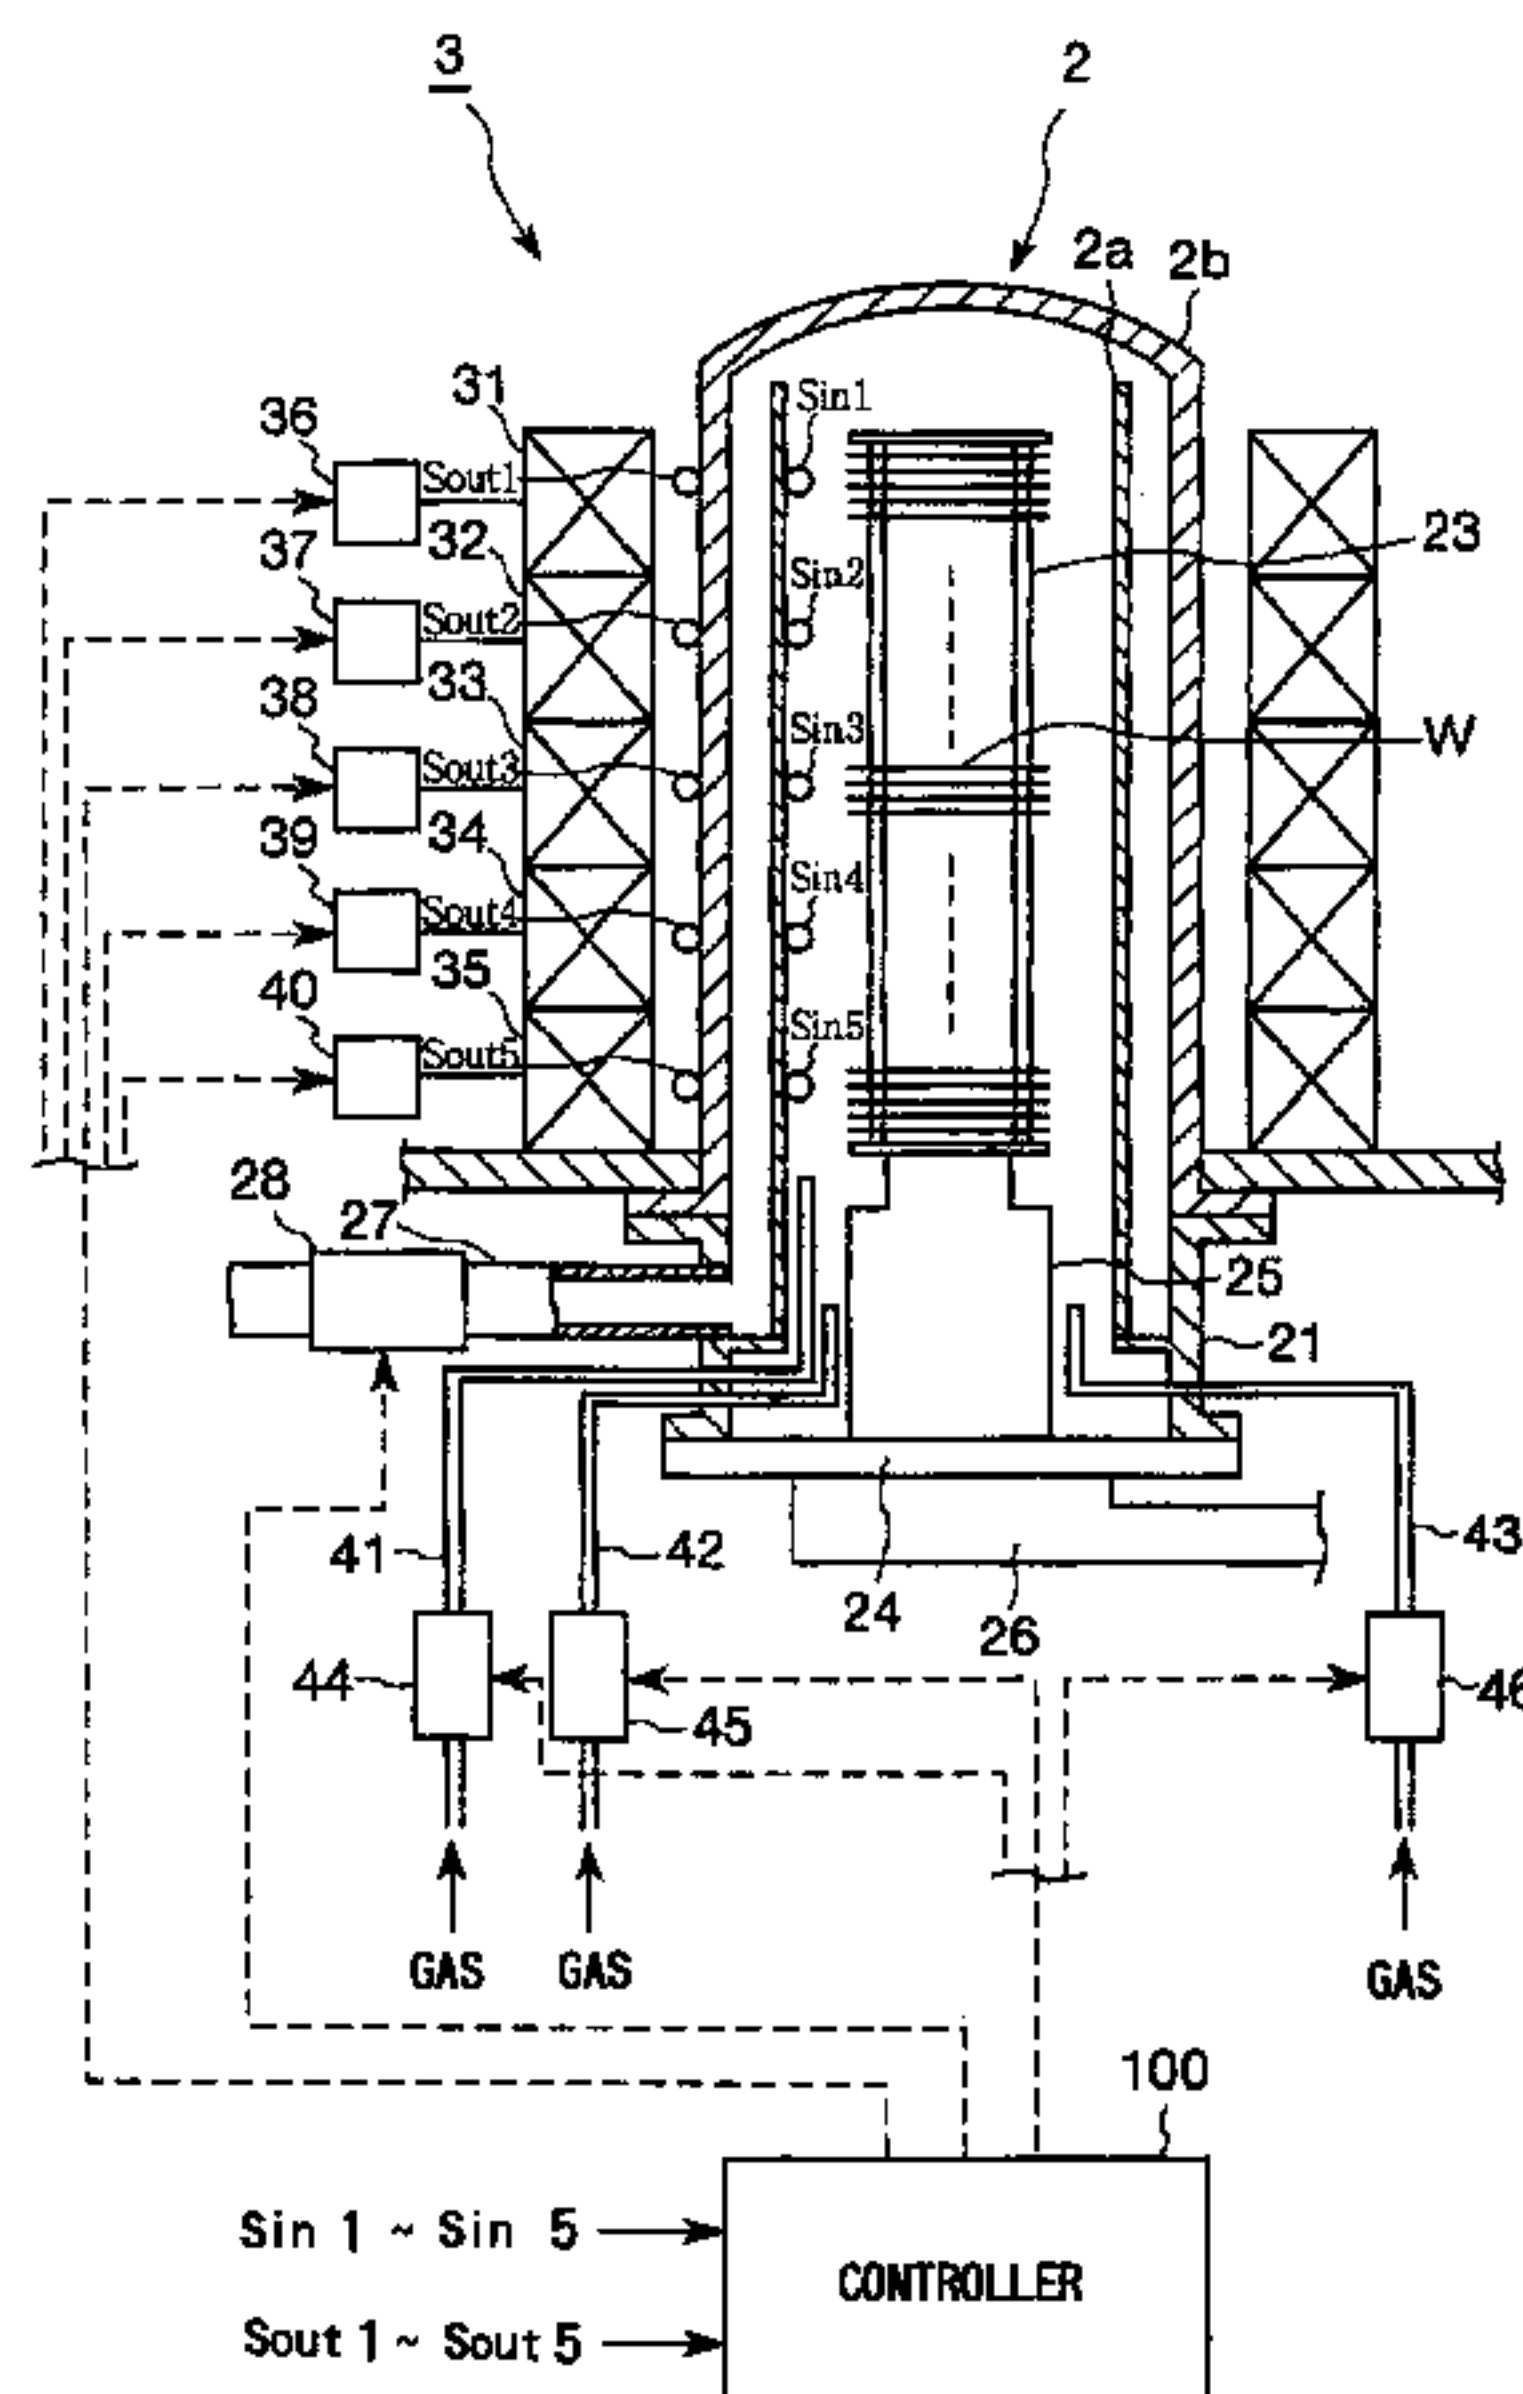 3
2
2a
2b
31
36
Sout1
Sin1
32
37
Sout2
Sin2
23
33
38
Sout3
Sin3
W
34
39
Sout4
Sin4
35
40
Sout5
Sin5
28
27
25
21
41
42
43
24
26
44
45
46
GAS
GAS
GAS
100
Sin 1 ~ Sin 5
CONTROLLER
Sout 1 ~ Sout 5